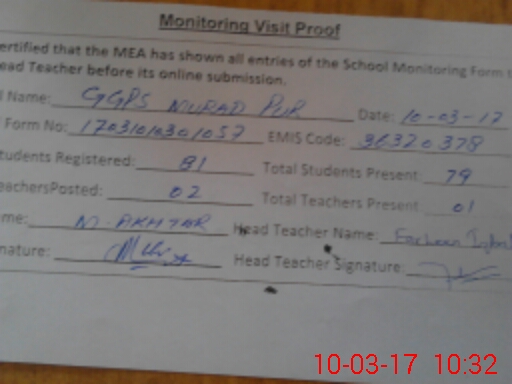 Monitoring Visit Proof
ertified that the MEA has shown all entries of the School Monitoring Form
ead Teacher before its online submission.
l Name: GGPS MURAD PUR Date: 10-03-17
Form No: 17031010301057 EMIS Code: 36320378
tudents Registered: 81 Total Students Present: 79
eachersPosted: 02 Total Teachers Present 01
me: M. AKHTAR Head Teacher Name:
nature: Head Teacher Signature:
10-03-17 10:32